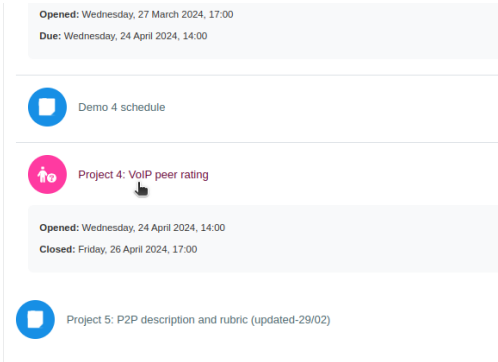 Opened: Wednesday, 27 March 2024, 17:00
Due: Wednesday, 24 April 2024, 14:00
Demo 4 schedule
Project 4: VoIP peer rating
Opened: Wednesday, 24 April 2024, 14:00
Closed: Friday, 26 April 2024, 17:00
Project 5: P2P description and rubric (updated-29/02)